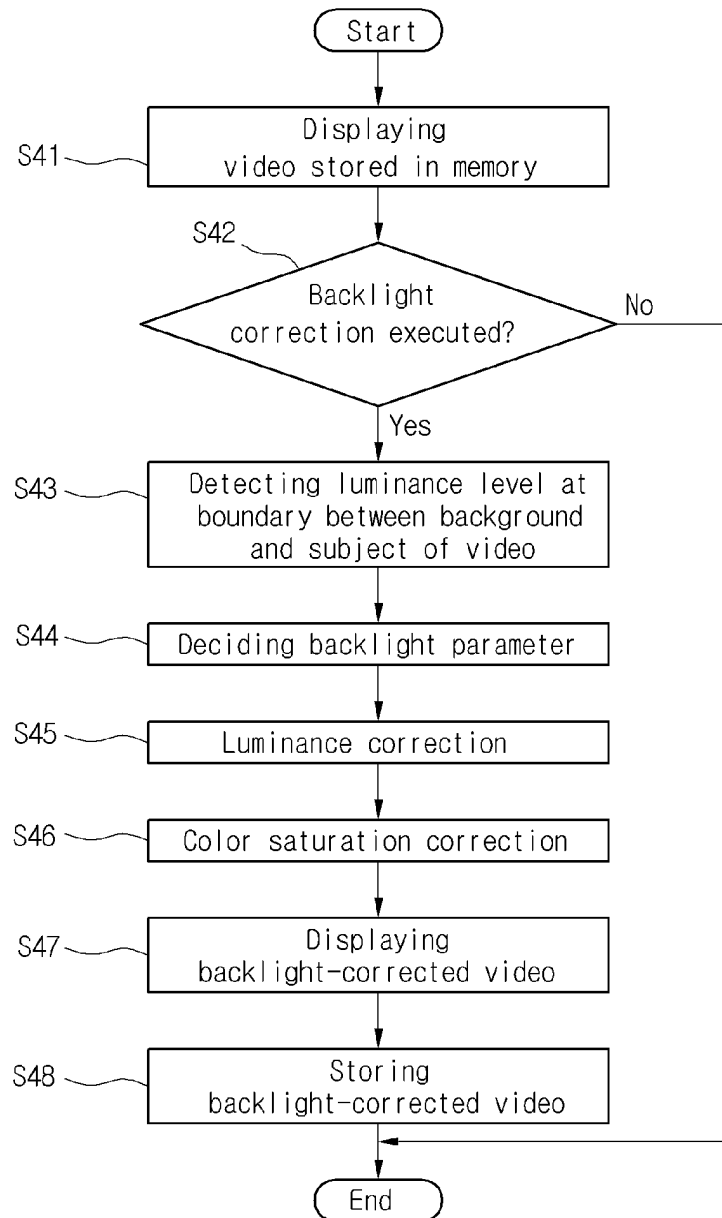 Start
S41
Displaying
video stored in memory
S42
Backlight
correction executed?
No
Yes
S43
Detecting luminance level at
boundary between background
and subject of video
S44
Deciding backlight parameter
S45
Luminance correction
S46
Color saturation correction
S47
Displaying
backlight-corrected video
S48
Storing
backlight-corrected video
End